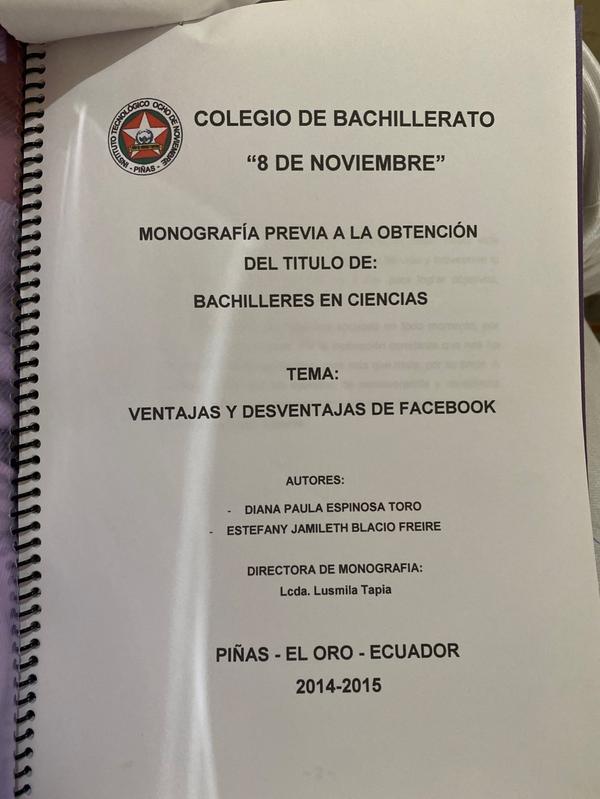 INSTITUTO TECNOLÓGICO OCHO DE NOVIEMBRE
- PIÑAS -
COLEGIO DE BACHILLERATO
“8 DE NOVIEMBRE”
MONOGRAFÍA PREVIA A LA OBTENCIÓN
DEL TITULO DE:
BACHILLERES EN CIENCIAS
TEMA:
VENTAJAS Y DESVENTAJAS DE FACEBOOK
AUTORES:
- DIANA PAULA ESPINOSA TORO
- ESTEFANY JAMILETH BLACIO FREIRE
DIRECTORA DE MONOGRAFIA:
Lcda. Lusmila Tapia
PIÑAS - EL ORO - ECUADOR
2014-2015